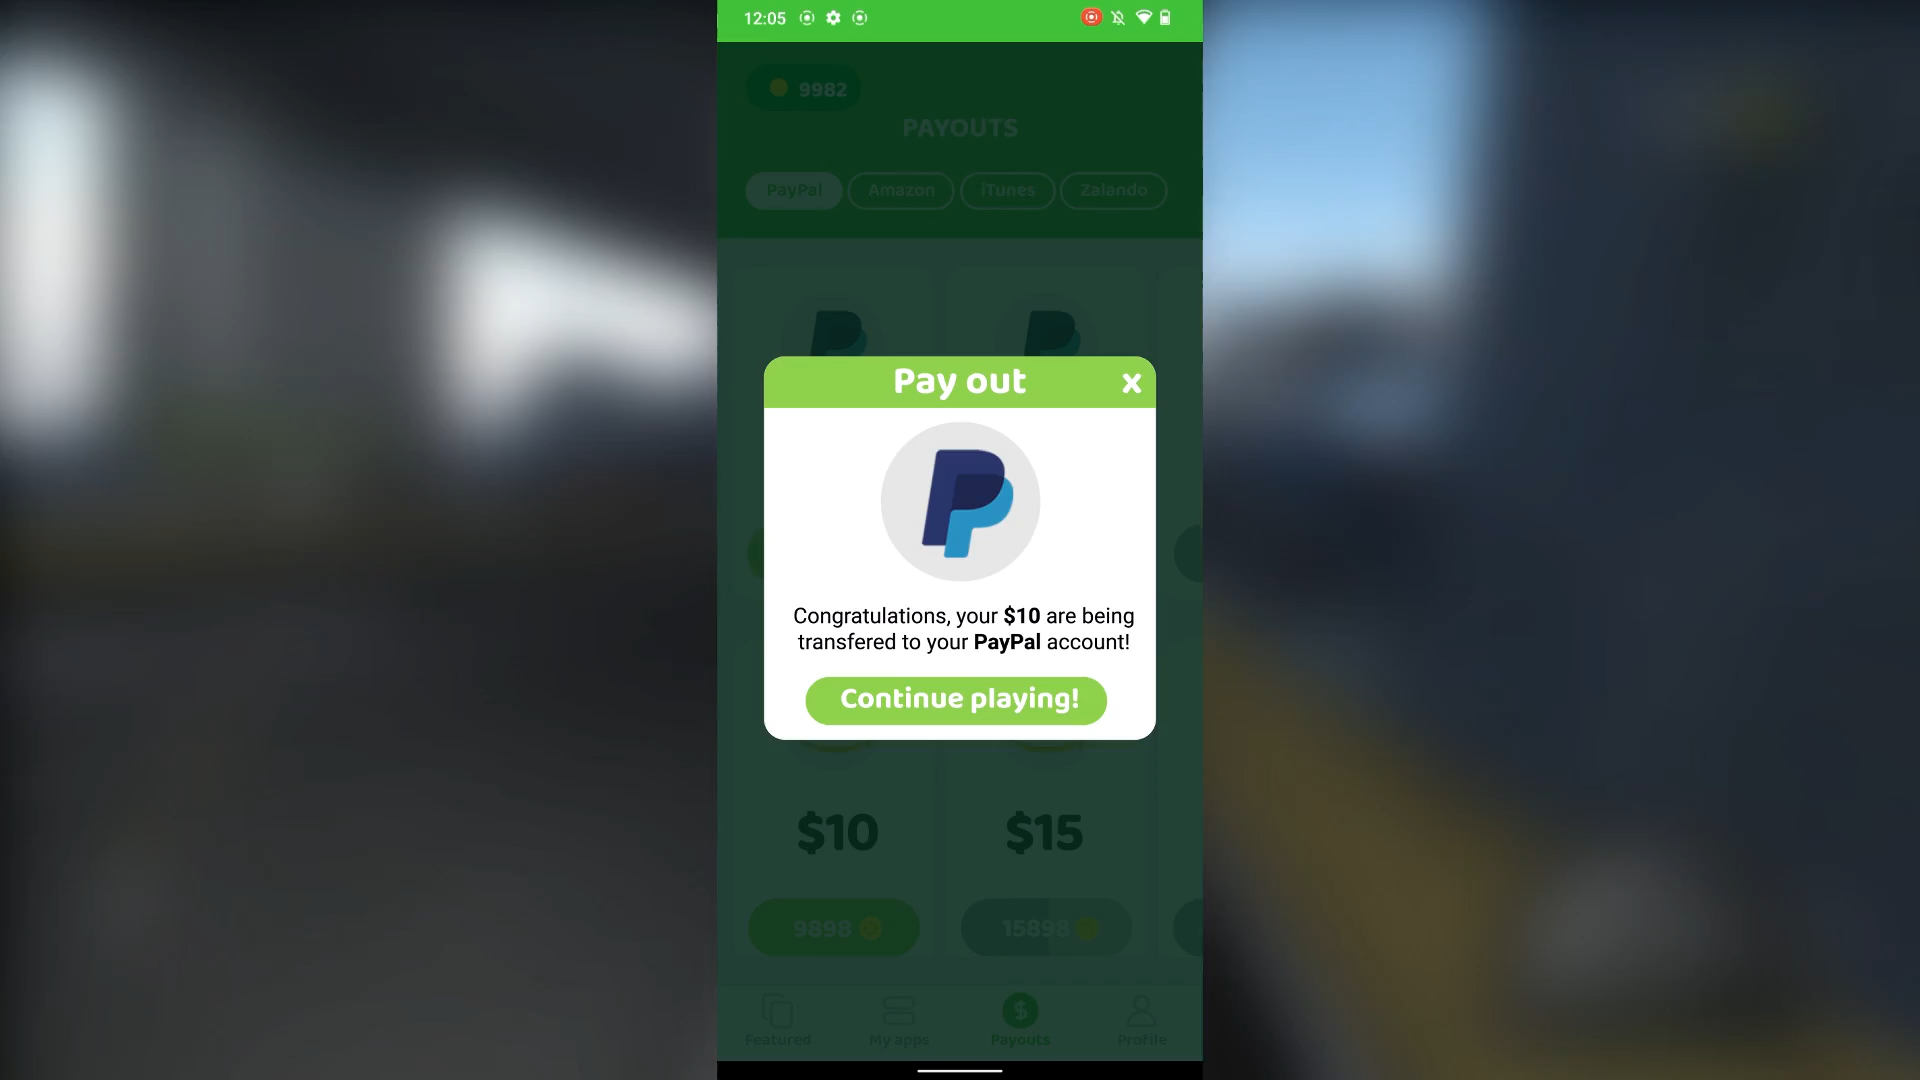 12:05
9982
PAYOUTS
PayPal Amazon iTunes Zalando
Pay out x
Congratulations, your $10 are being
transfered to your PayPal account!
Continue playing!
$10 $15
9898 15898
Featured My apps Payouts Profile